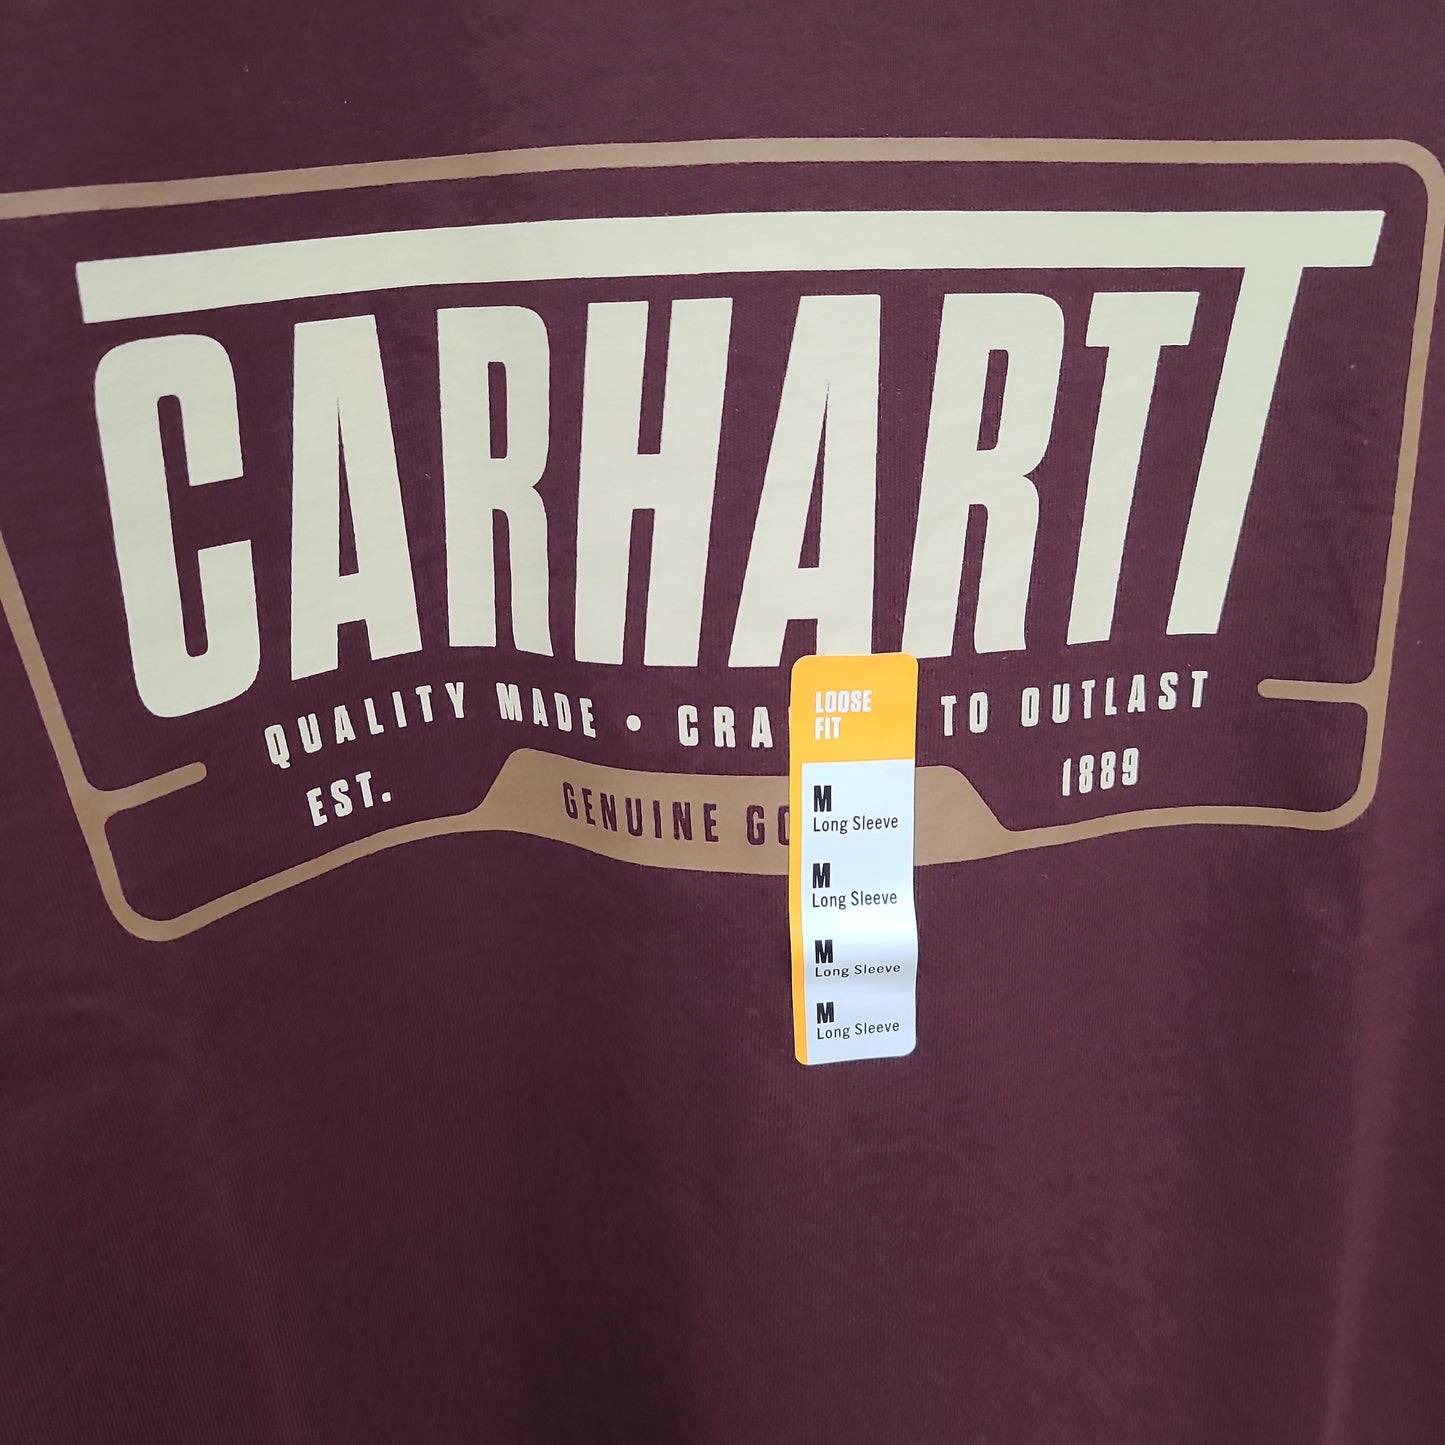 CARHARTT
QUALITY MADE • CRA TO OUTLAST
EST. 1889
GENUINE GO
LOOSE
FIT
M
Long Sleeve
M
Long Sleeve
M
Long Sleeve
M
Long Sleeve